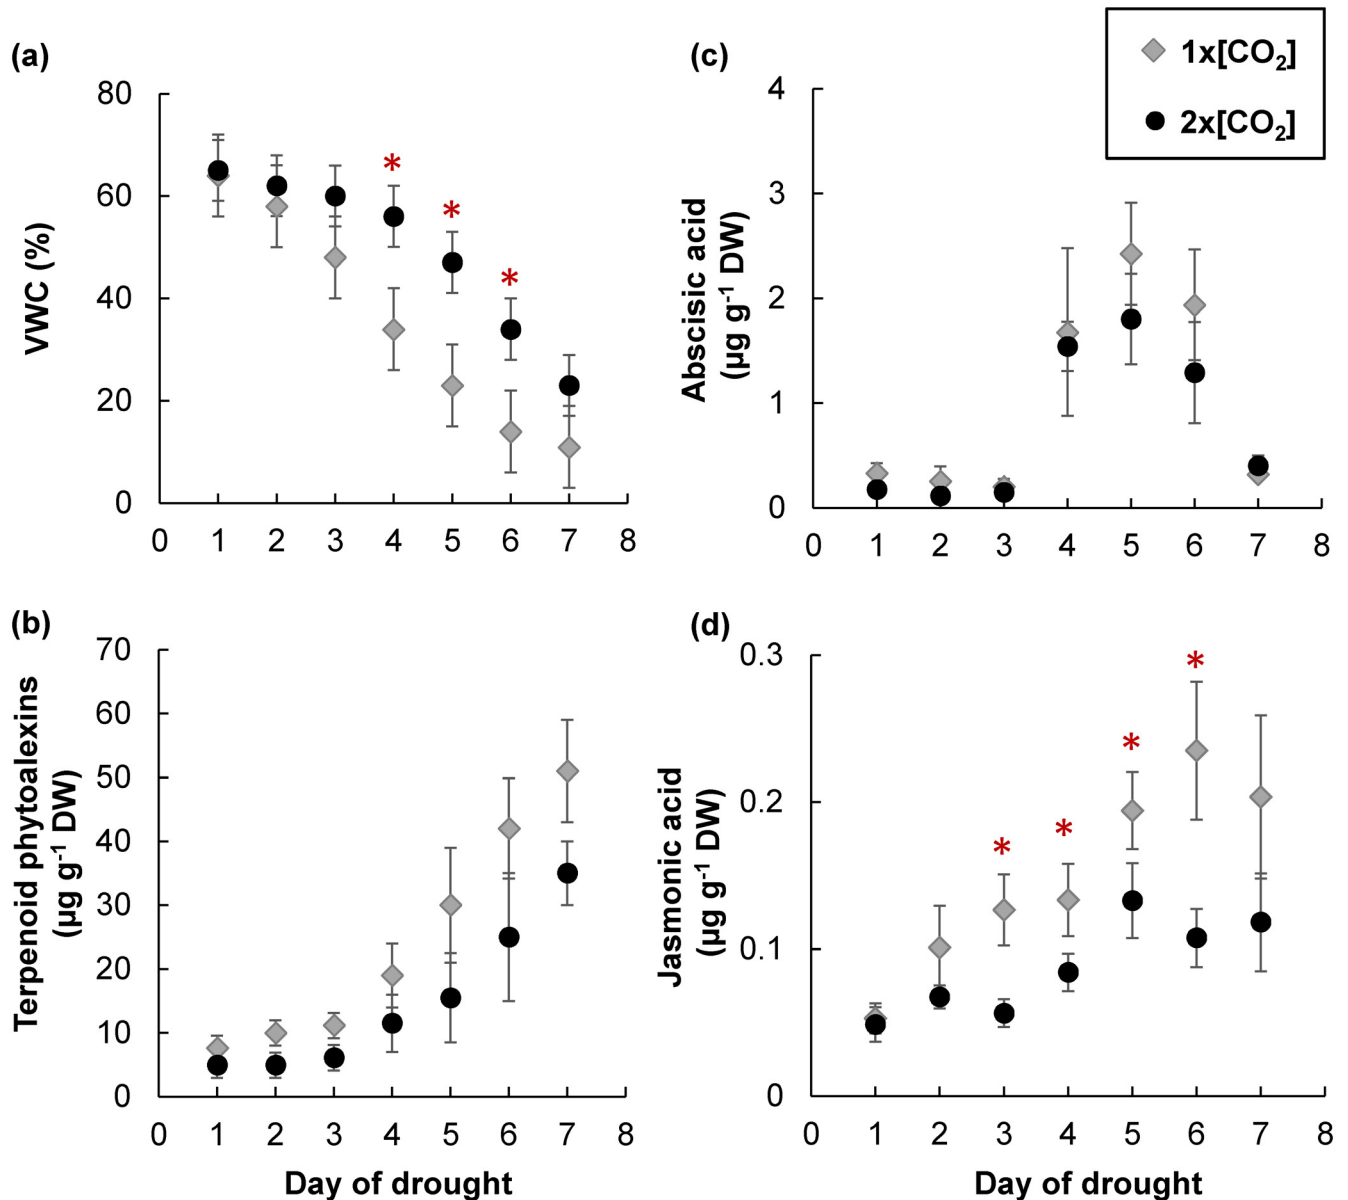 (a)
80
60
40
20
0
VWC (%)
* * *
0 1 2 3 4 5 6 7 8
(c)
1x[CO₂]
2x[CO₂]
4
3
2
1
0
Abscisic acid
(µg g⁻¹ DW)
0 1 2 3 4 5 6 7 8
(b)
70
60
50
40
30
20
10
0
Terpenoid phytoalexins
(µg g⁻¹ DW)
0 1 2 3 4 5 6 7 8
Day of drought
(d)
0.3
0.2
0.1
0
Jasmonic acid
(µg g⁻¹ DW)
* * * *
0 1 2 3 4 5 6 7 8
Day of drought